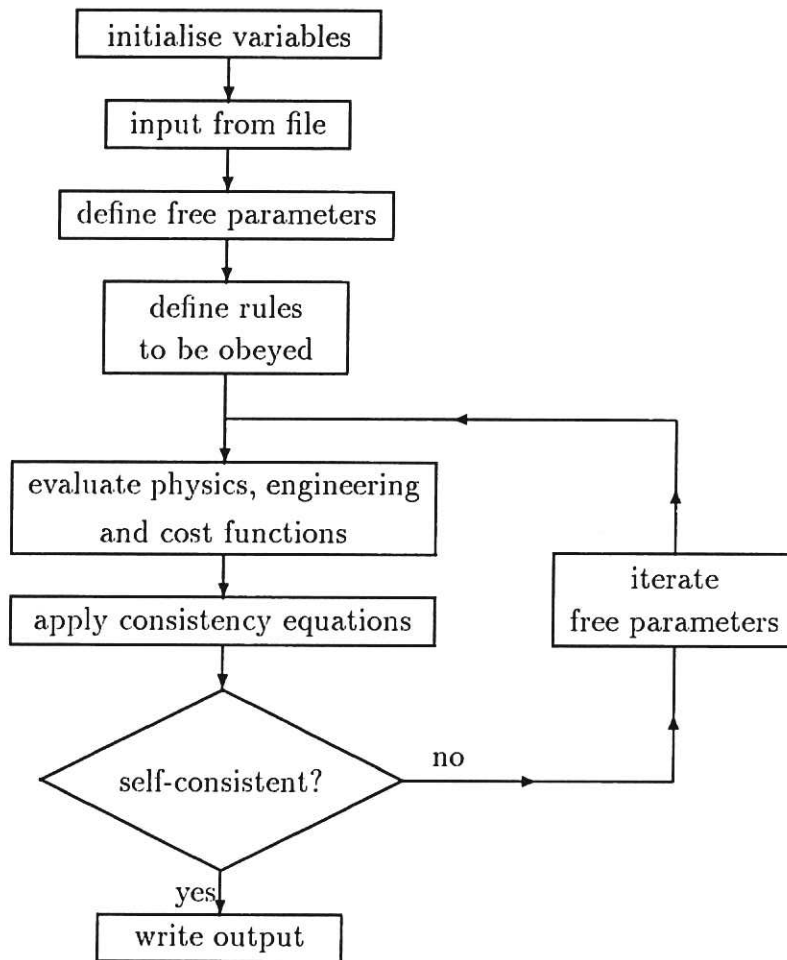 initialise variables
input from file
define free parameters
define rules
to be obeyed
evaluate physics, engineering
and cost functions
apply consistency equations
iterate
free parameters
self-consistent?
no
yes
write output